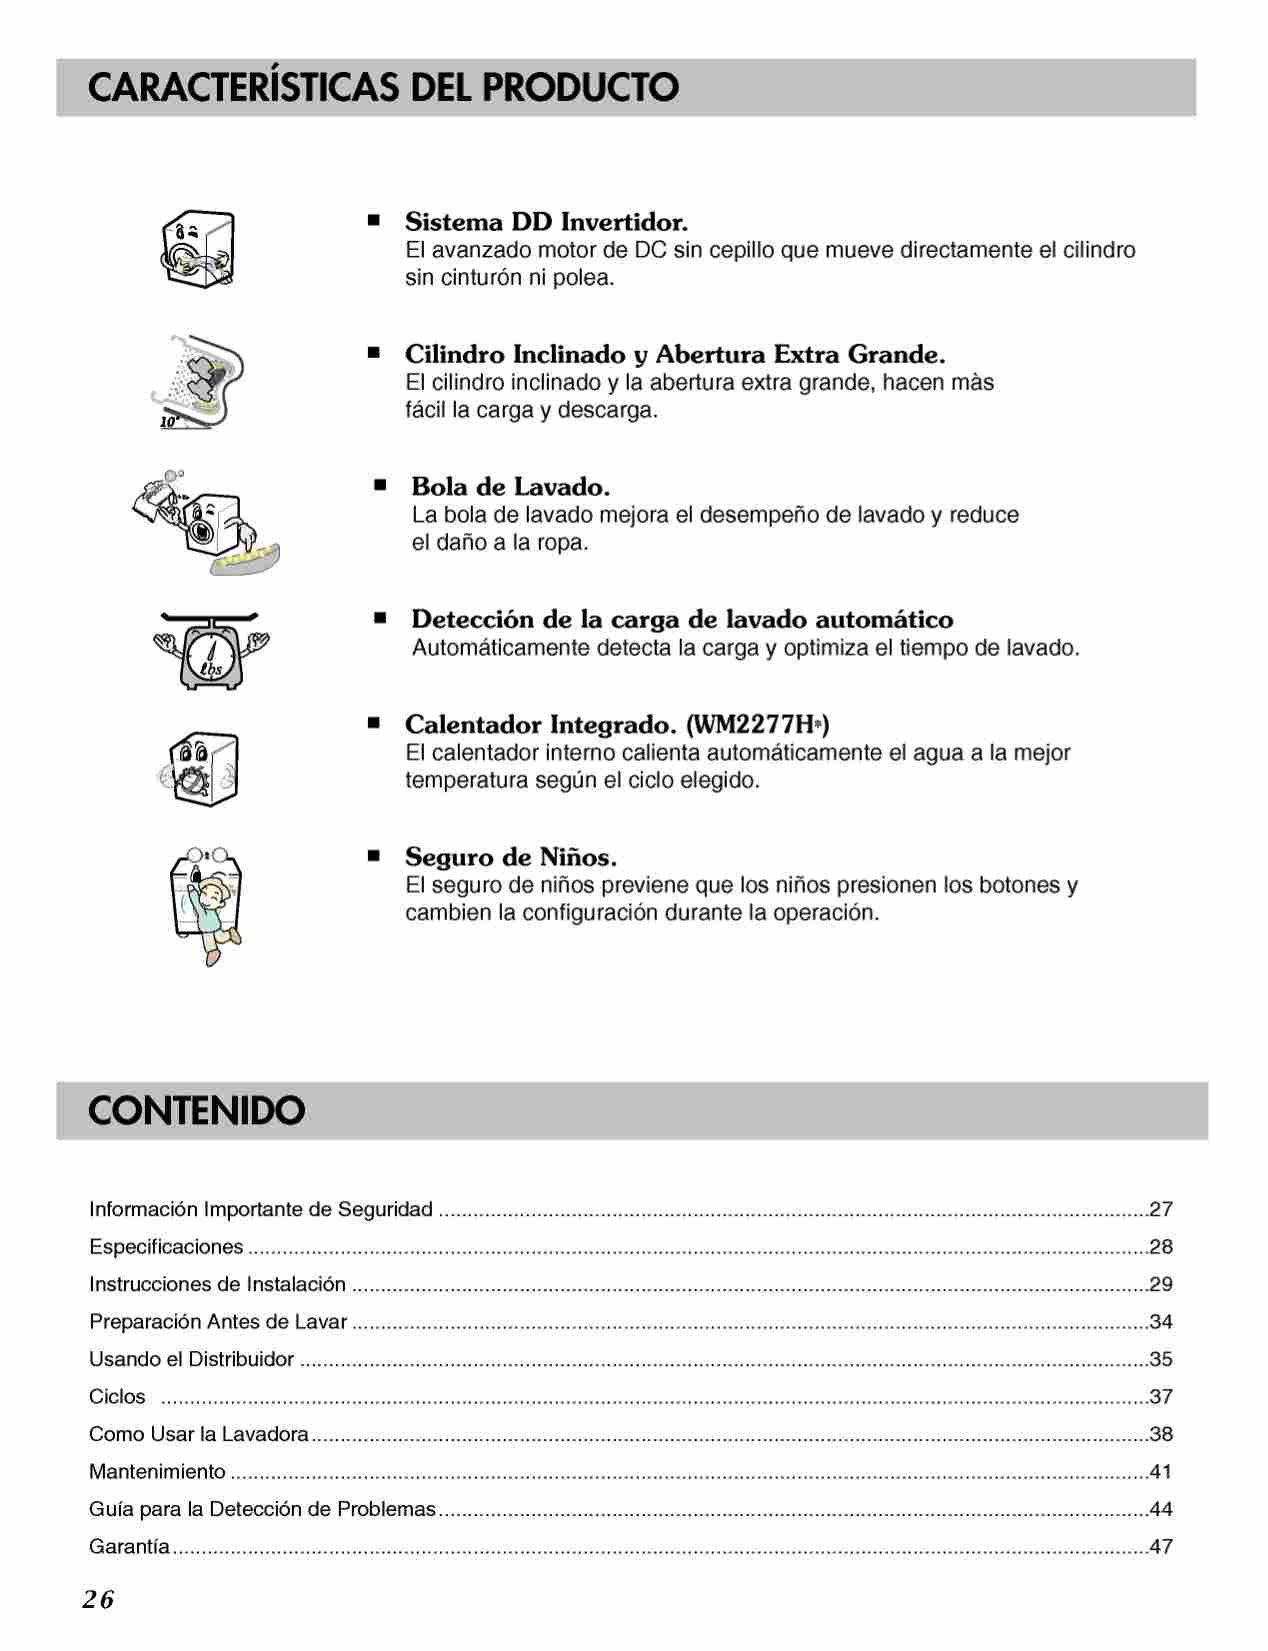 CARACTERÍSTICAS DEL PRODUCTO
■ Sistema DD Invertidor.
El avanzado motor de DC sin cepillo que mueve directamente el cilindro
sin cinturón ni polea.
10°
■ Cilindro Inclinado y Abertura Extra Grande.
El cilindro inclinado y la abertura extra grande, hacen màs
fácil la carga y descarga.
■ Bola de Lavado.
La bola de lavado mejora el desempeño de lavado y reduce
el daño a la ropa.
lbs
■ Detección de la carga de lavado automático
Automáticamente detecta la carga y optimiza el tiempo de lavado.
■ Calentador Integrado. (WM2277H*)
El calentador interno calienta automáticamente el agua a la mejor
temperatura según el ciclo elegido.
■ Seguro de Niños.
El seguro de niños previene que los niños presionen los botones y
cambien la configuración durante la operación.
CONTENIDO
Información Importante de Seguridad ........................27
Especificaciones ........................28
Instrucciones de Instalación ........................29
Preparación Antes de Lavar ........................34
Usando el Distribuidor ........................35
Ciclos ........................37
Como Usar la Lavadora........................38
Mantenimiento ........................41
Guía para la Detección de Problemas........................44
Garantía........................47
26